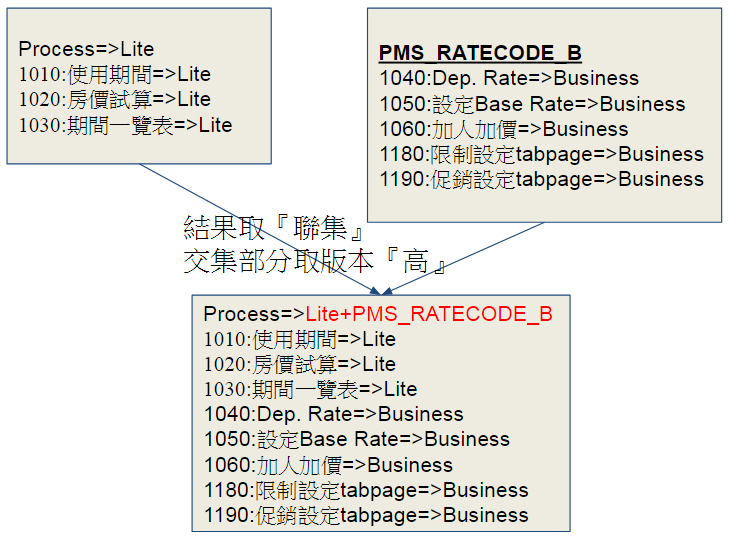 Process=>Lite
1010:使用期間=>Lite
1020:房價試算=>Lite
1030:期間一覽表=>Lite
PMS_RATECODE_B
1040:Dep. Rate=>Business
1050:設定Base Rate=>Business
1060:加人加價=>Business
1180:限制設定tabpage=>Business
1190:促銷設定tabpage=>Business
結果取『聯集』
交集部分取版本『高』
Process=>Lite+PMS_RATECODE_B
1010:使用期間=>Lite
1020:房價試算=>Lite
1030:期間一覽表=>Lite
1040:Dep. Rate=>Business
1050:設定Base Rate=>Business
1060:加人加價=>Business
1180:限制設定tabpage=>Business
1190:促銷設定tabpage=>Business